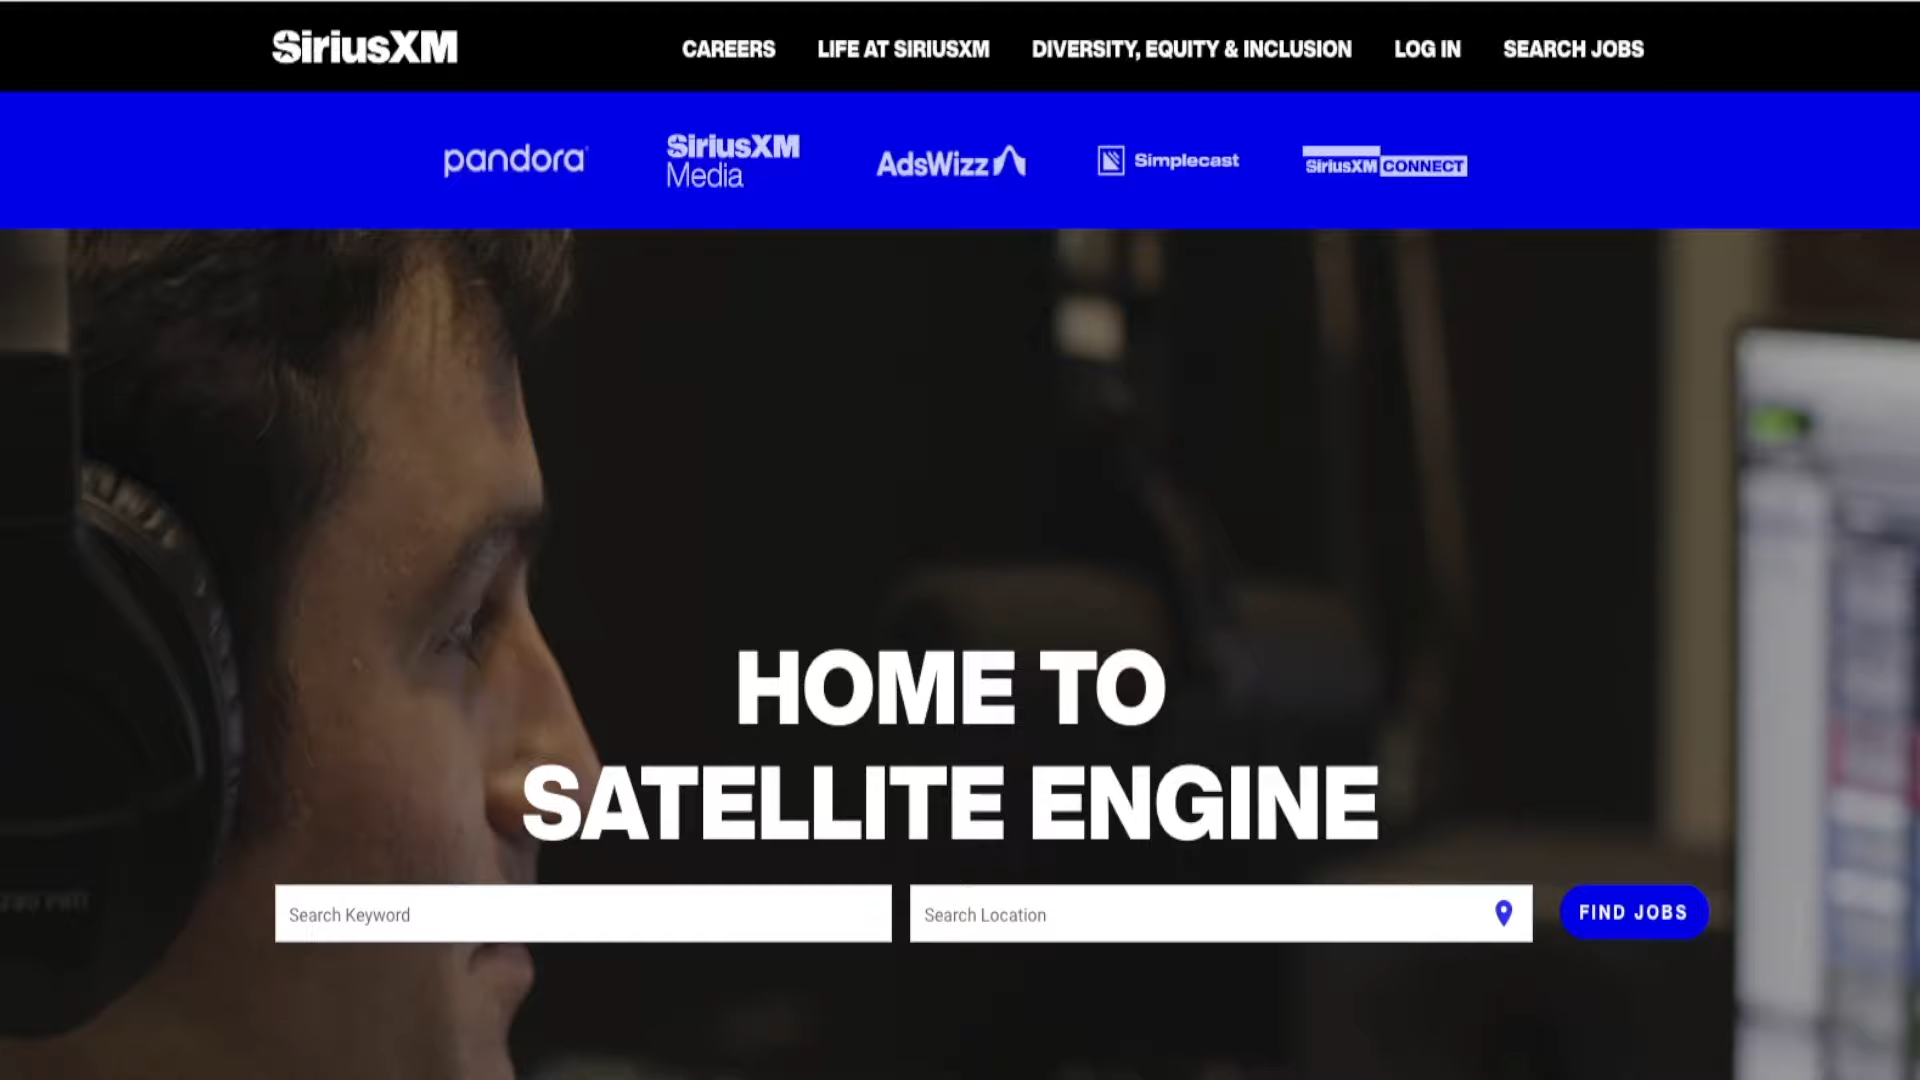 SiriusXM
CAREERS LIFE AT SIRIUSXM DIVERSITY, EQUITY & INCLUSION LOG IN SEARCH JOBS
pandora
SiriusXM
Media
AdsWizz
Simplecast
SiriusXM CONNECT
HOME TO
SATELLITE ENGINE
Search Keyword
Search Location
FIND JOBS